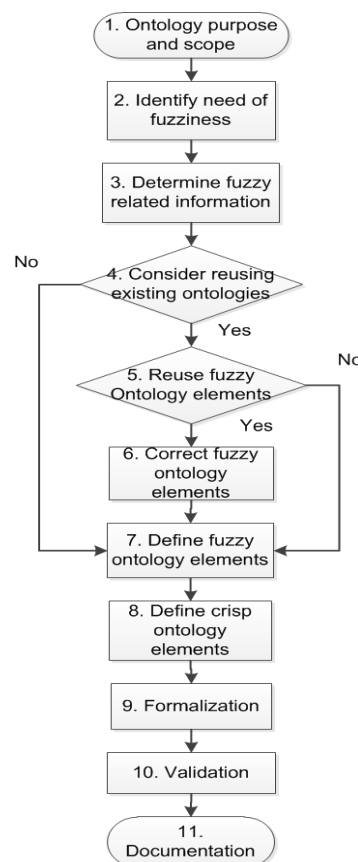 1. Ontology purpose
and scope
2. Identify need of
fuzziness
3. Determine fuzzy
related information
No
4. Consider reusing
existing ontologies
Yes
5. Reuse fuzzy
Ontology elements
No
Yes
6. Correct fuzzy
ontology
elements
7. Define fuzzy
ontology elements
8. Define crisp
ontology
elements
9. Formalization
10. Validation
11.
Documentation